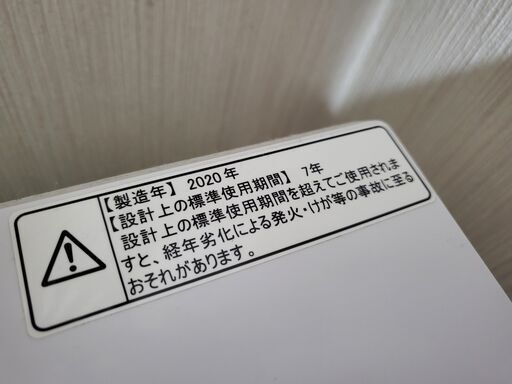 【製造年】 2020年
【設計上の標準使用期間】 7年
設計上の標準使用期間を超えてご使用されま
すと、経年劣化による発火・けが等の事故に至る
おそれがあります。